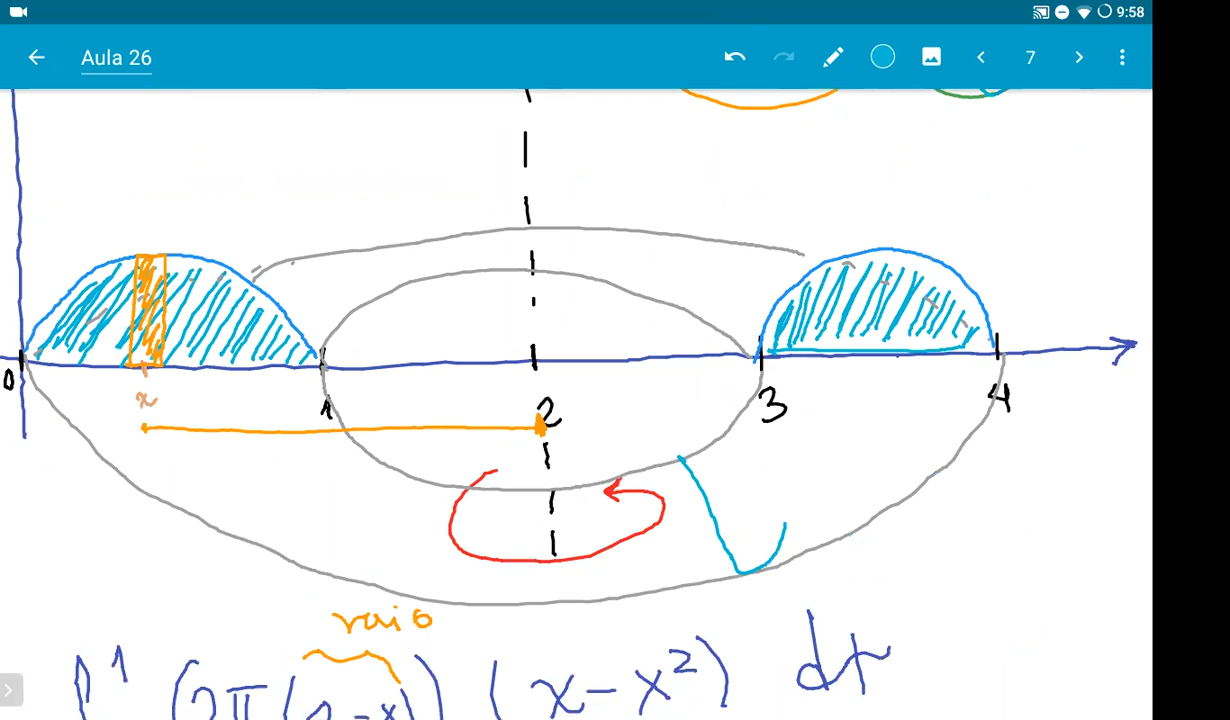 9:58
Aula 26
7
0
x
1
2
3
4
raio
∫ 1 (2π(2-x)) (x-x²) dx